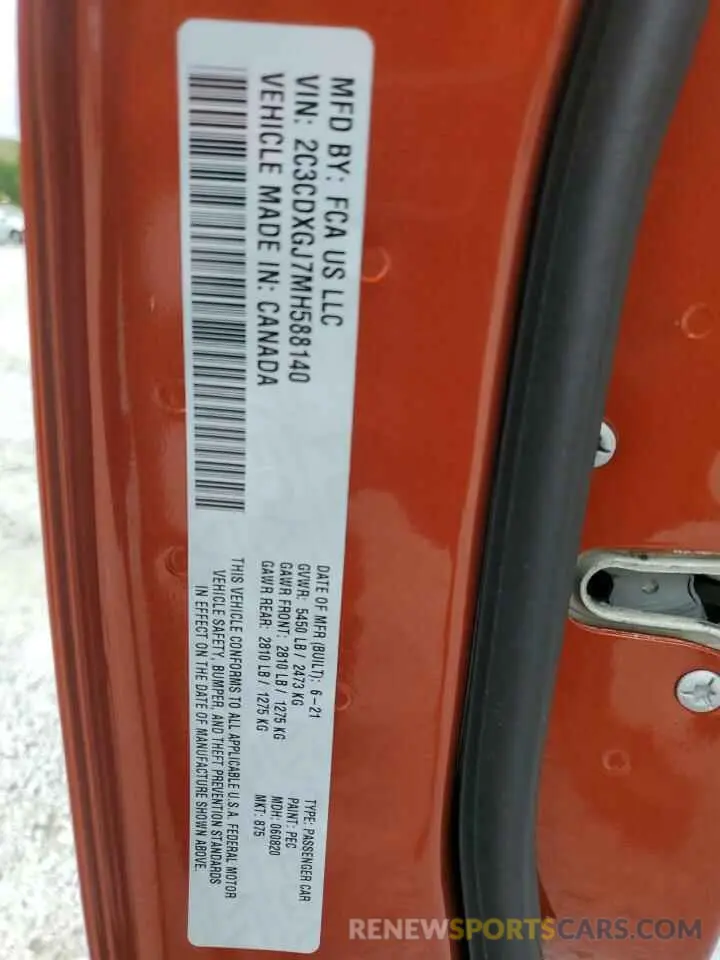 MFD BY: FCA US LLC
VIN: 2C3CDXGJ7MH588140
VEHICLE MADE IN: CANADA
DATE OF MFR (BUILT): 6-21
GVWR: 5450 LB / 2473 KG
GAWR FRONT: 2810 LB / 1275 KG
GAWR REAR: 2810 LB / 1275 KG
TYPE: PASSENGER CAR
PAINT: PEC
MDH: 060820
MKT: 875
THIS VEHICLE CONFORMS TO ALL APPLICABLE U.S.A. FEDERAL MOTOR
VEHICLE SAFETY, BUMPER, AND THEFT PREVENTION STANDARDS
IN EFFECT ON THE DATE OF MANUFACTURE SHOWN ABOVE.
RENEWSPORTSCARS.COM